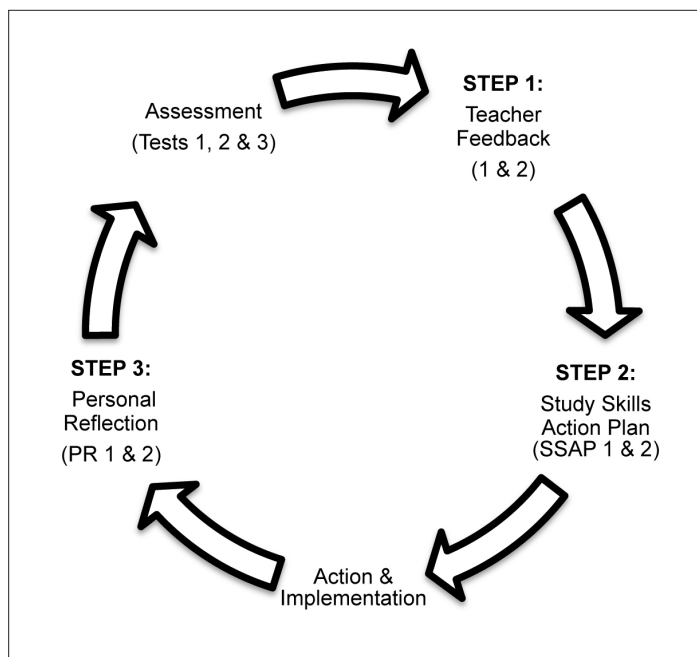 Assessment
(Tests 1, 2 & 3)
STEP 1:
Teacher
Feedback
(1 & 2)
STEP 2:
Study Skills
Action Plan
(SSAP 1 & 2)
Action &
Implementation
STEP 3:
Personal
Reflection
(PR 1 & 2)